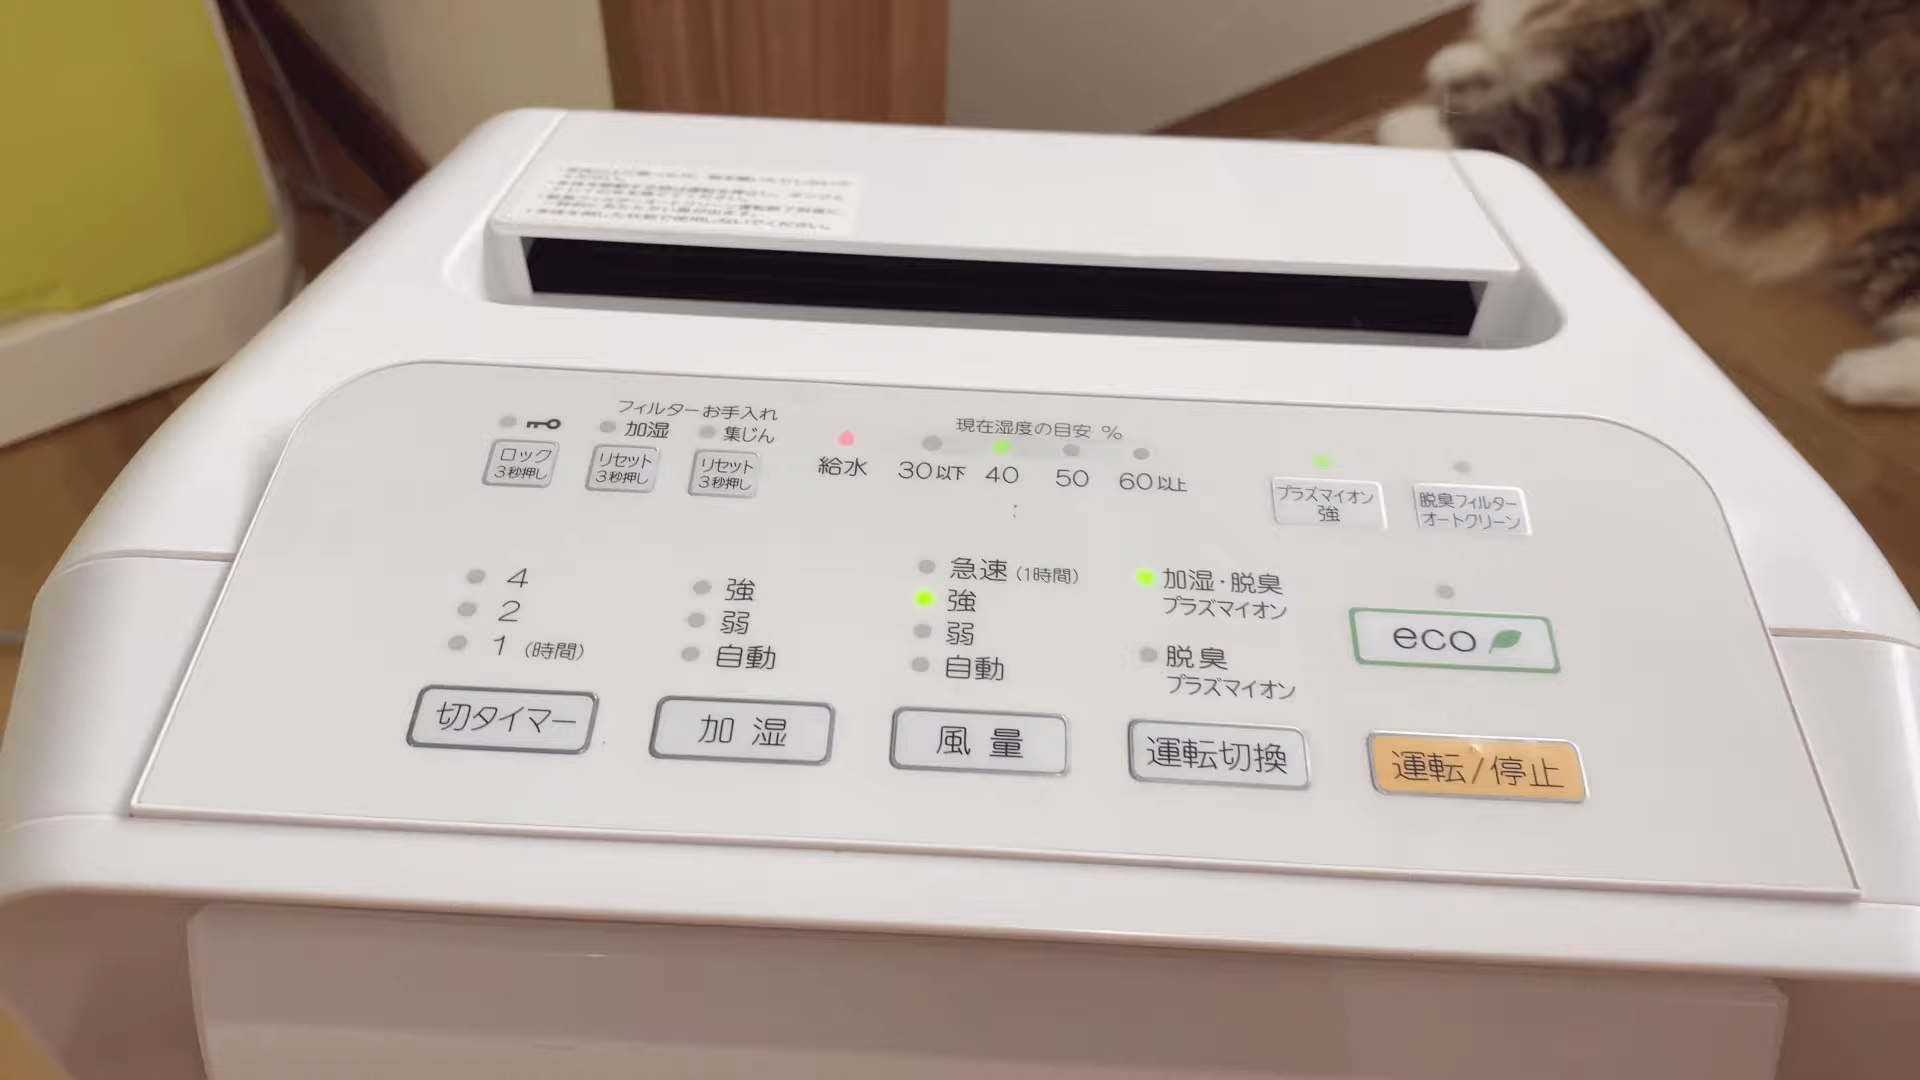 フィルターお手入れ
加湿
集じん
ロック
3秒押し
リセット
3秒押し
リセット
3秒押し
給水
現在湿度の目安 %
30以下
40
50
60以上
プラズマイオン
強
脱臭フィルター
オートクリーン
4
2
1 (時間)
切タイマー
強
弱
自動
加湿
急速(1時間)
強
弱
自動
風量
加湿・脱臭
プラズマイオン
脱臭
プラズマイオン
運転切換
eco
運転/停止